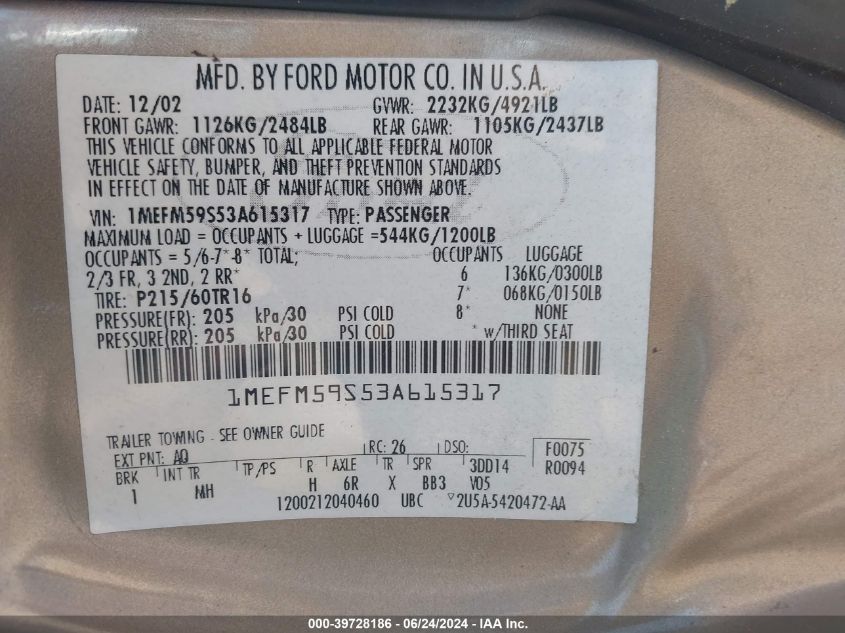 MFD. BY FORD MOTOR CO. IN U.S.A.
DATE: 12/02 GVWR: 2232KG/4921LB
FRONT GAWR: 1126KG/2484LB REAR GAWR: 1105KG/2437LB
THIS VEHICLE CONFORMS TO ALL APPLICABLE FEDERAL MOTOR
VEHICLE SAFETY, BUMPER, AND THEFT PREVENTION STANDARDS
IN EFFECT ON THE DATE OF MANUFACTURE SHOWN ABOVE.
VIN: 1MEFM59S53A615317 TYPE: PASSENGER
MAXIMUM LOAD = OCCUPANTS + LUGGAGE =544KG/1200LB
OCCUPANTS = 5/6-7*-8* TOTAL; OCCUPANTS LUGGAGE
2/3 FR, 3 2ND, 2 RR* 6 136KG/0300LB
TIRE: P215/60TR16 7* 068KG/0150LB
PRESSURE(FR): 205 kPa/30 PSI COLD 8* NONE
PRESSURE(RR): 205 kPa/30 PSI COLD * w/THIRD SEAT
1MEFM59S53A615317
TRAILER TOWING - SEE OWNER GUIDE
EXT PNT: AQ RC: 26 DSO: F0075
BRK INT TR TP/PS R AXLE TR SPR 3DD14 R0094
1 MH H 6R X BB3 V05
1200212040460 UBC ▽2U5A-5420472-AA
000-39728186 - 06/24/2024 - IAA Inc.